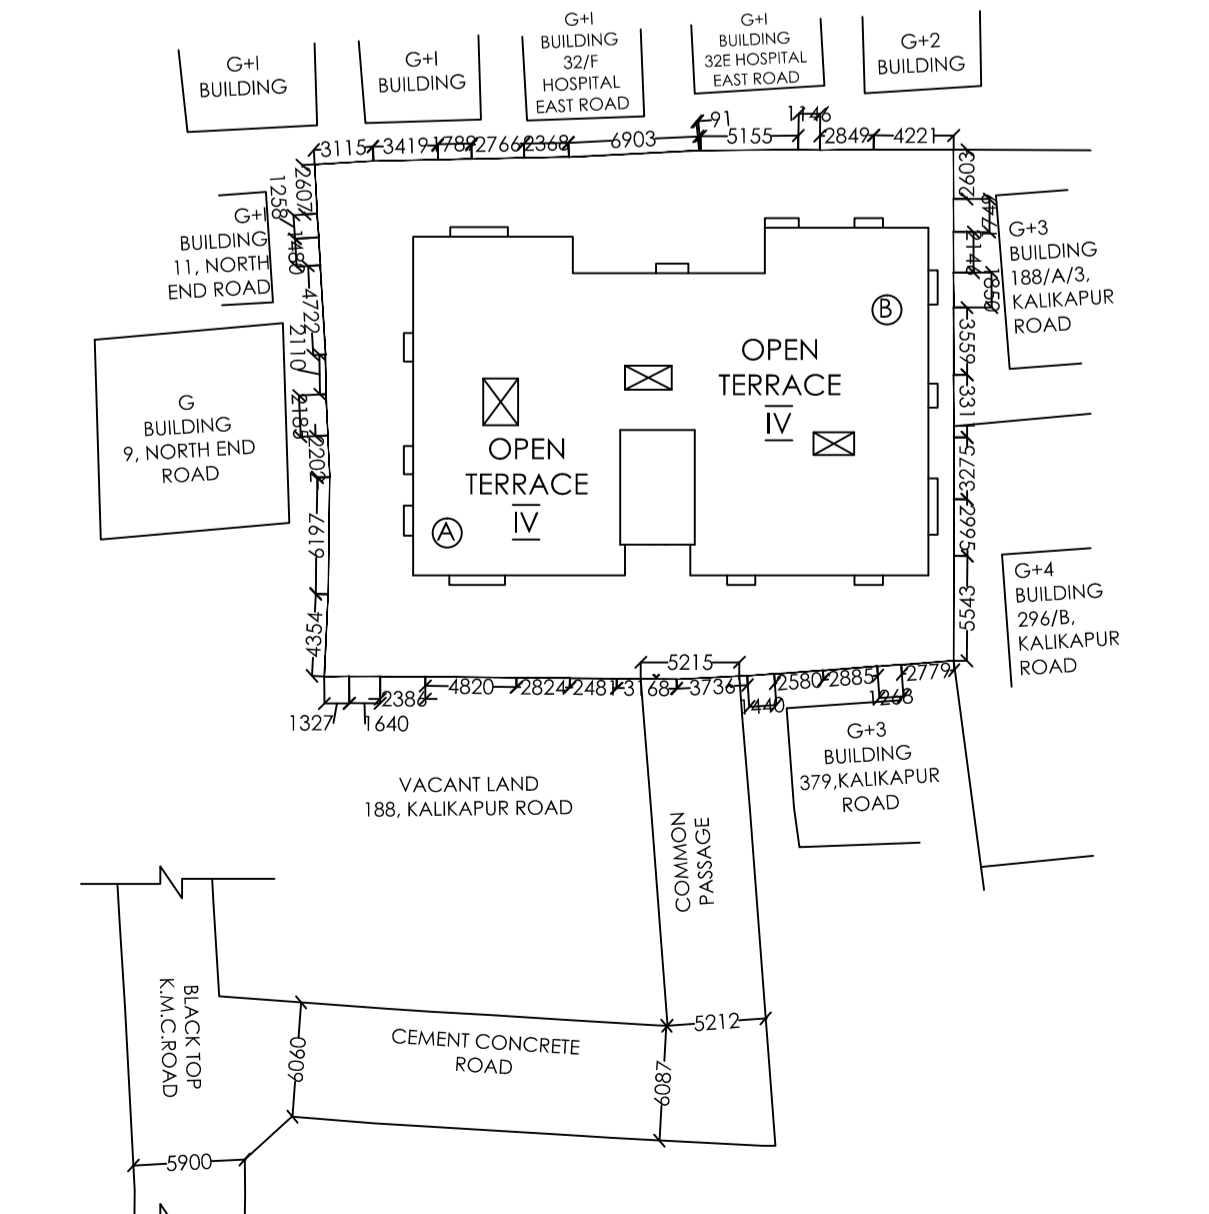 G+I
BUILDING
G+I
BUILDING
G+I
BUILDING
32/F
HOSPITAL
EAST ROAD
G+I
BUILDING
32E HOSPITAL
EAST ROAD
G+2
BUILDING
3115
3419
1788
2766
2368
6903
91
5155
1146
2849
4221
2607
1258
1480
4722
2110
2202
7619
4354
2603
1850
3559
331
3275
2995
5543
G+I
BUILDING
11, NORTH
END ROAD
G
BUILDING
9, NORTH END
ROAD
G+3
BUILDING
188/A/3,
KALIKAPUR
ROAD
G+4
BUILDING
296/B,
KALIKAPUR
ROAD
B
OPEN
TERRACE
IV
OPEN
TERRACE
IV
A
5215
1327
1640
2386
4820
2824
2481
3168
3736
1440
2580
2885
1268
2779
G+3
BUILDING
379,KALIKAPUR
ROAD
VACANT LAND
188, KALIKAPUR ROAD
COMMON
PASSAGE
BLACK TOP
K.M.C.ROAD
CEMENT CONCRETE
ROAD
6060
5212
6087
5900